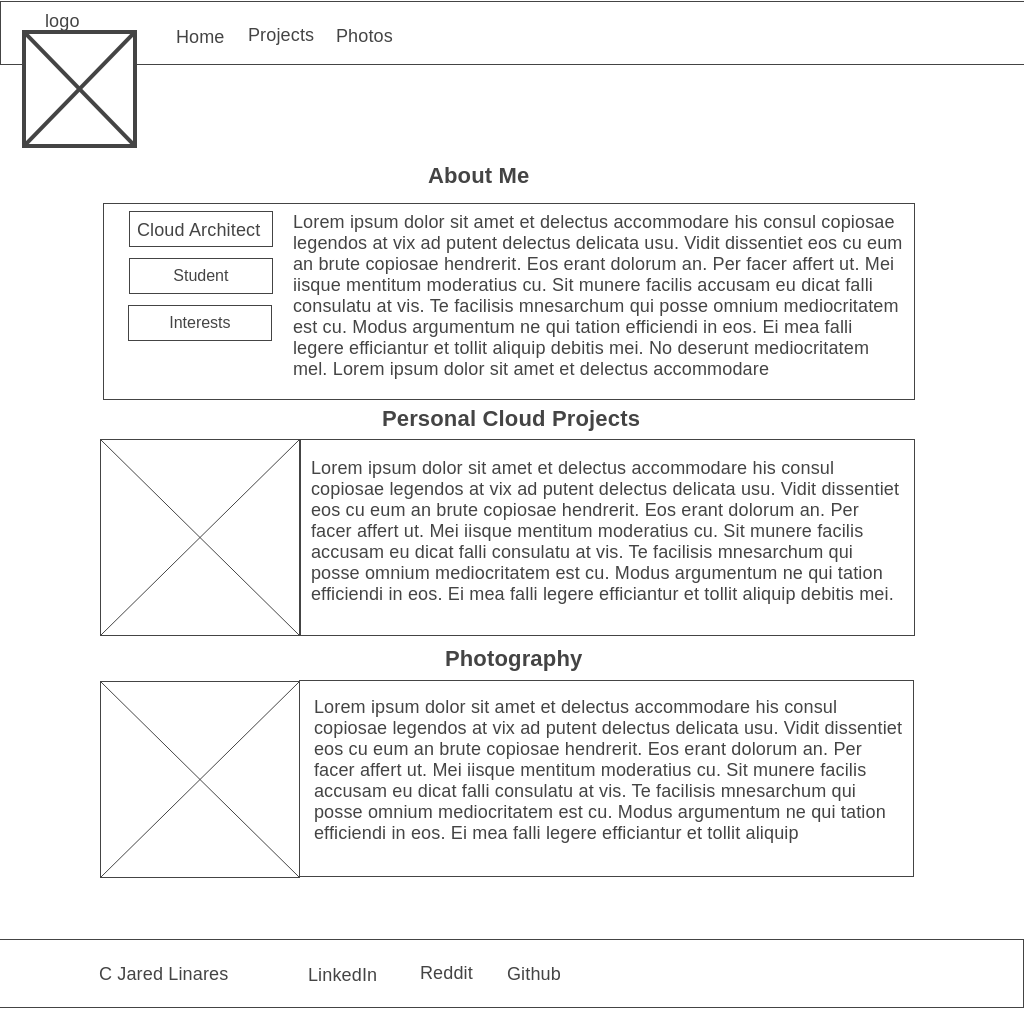 logo
Home Projects Photos
About Me
Cloud Architect
Student
Interests
Lorem ipsum dolor sit amet et delectus accommodare his consul copiosae
legendos at vix ad putent delectus delicata usu. Vidit dissentiet eos cu eum
an brute copiosae hendrerit. Eos erant dolorum an. Per facer affert ut. Mei
iisque mentitum moderatius cu. Sit munere facilis accusam eu dicat falli
consulatu at vis. Te facilisis mnesarchum qui posse omnium mediocritatem
est cu. Modus argumentum ne qui tation efficiendi in eos. Ei mea falli
legere efficiantur et tollit aliquip debitis mei. No deserunt mediocritatem
mel. Lorem ipsum dolor sit amet et delectus accommodare
Personal Cloud Projects
Lorem ipsum dolor sit amet et delectus accommodare his consul
copiosae legendos at vix ad putent delectus delicata usu. Vidit dissentiet
eos cu eum an brute copiosae hendrerit. Eos erant dolorum an. Per
facer affert ut. Mei iisque mentitum moderatius cu. Sit munere facilis
accusam eu dicat falli consulatu at vis. Te facilisis mnesarchum qui
posse omnium mediocritatem est cu. Modus argumentum ne qui tation
efficiendi in eos. Ei mea falli legere efficiantur et tollit aliquip debitis mei.
Photography
Lorem ipsum dolor sit amet et delectus accommodare his consul
copiosae legendos at vix ad putent delectus delicata usu. Vidit dissentiet
eos cu eum an brute copiosae hendrerit. Eos erant dolorum an. Per
facer affert ut. Mei iisque mentitum moderatius cu. Sit munere facilis
accusam eu dicat falli consulatu at vis. Te facilisis mnesarchum qui
posse omnium mediocritatem est cu. Modus argumentum ne qui tation
efficiendi in eos. Ei mea falli legere efficiantur et tollit aliquip
C Jared Linares LinkedIn Reddit Github